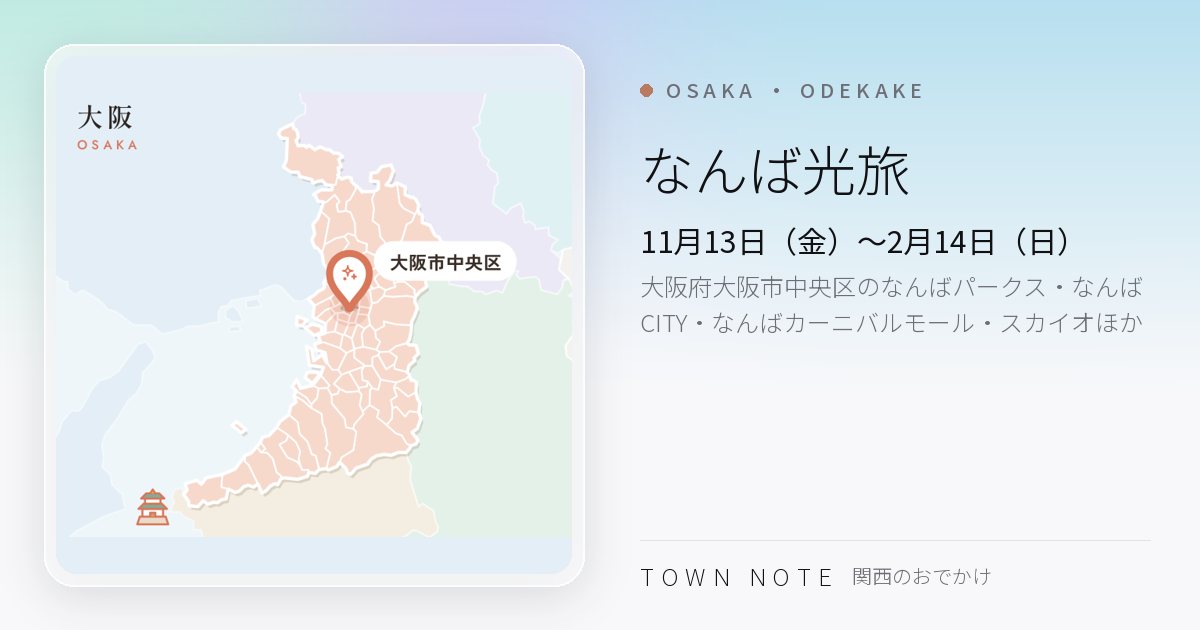 大阪
OSAKA
大阪市中央区
OSAKA • ODEKAKE
なんば光旅
11月13日（金）〜2月14日（日）
大阪府大阪市中央区のなんばパークス・なんば
CITY・なんばカーニバルモール・スカイオほか
TOWN NOTE 関西のおでかけ